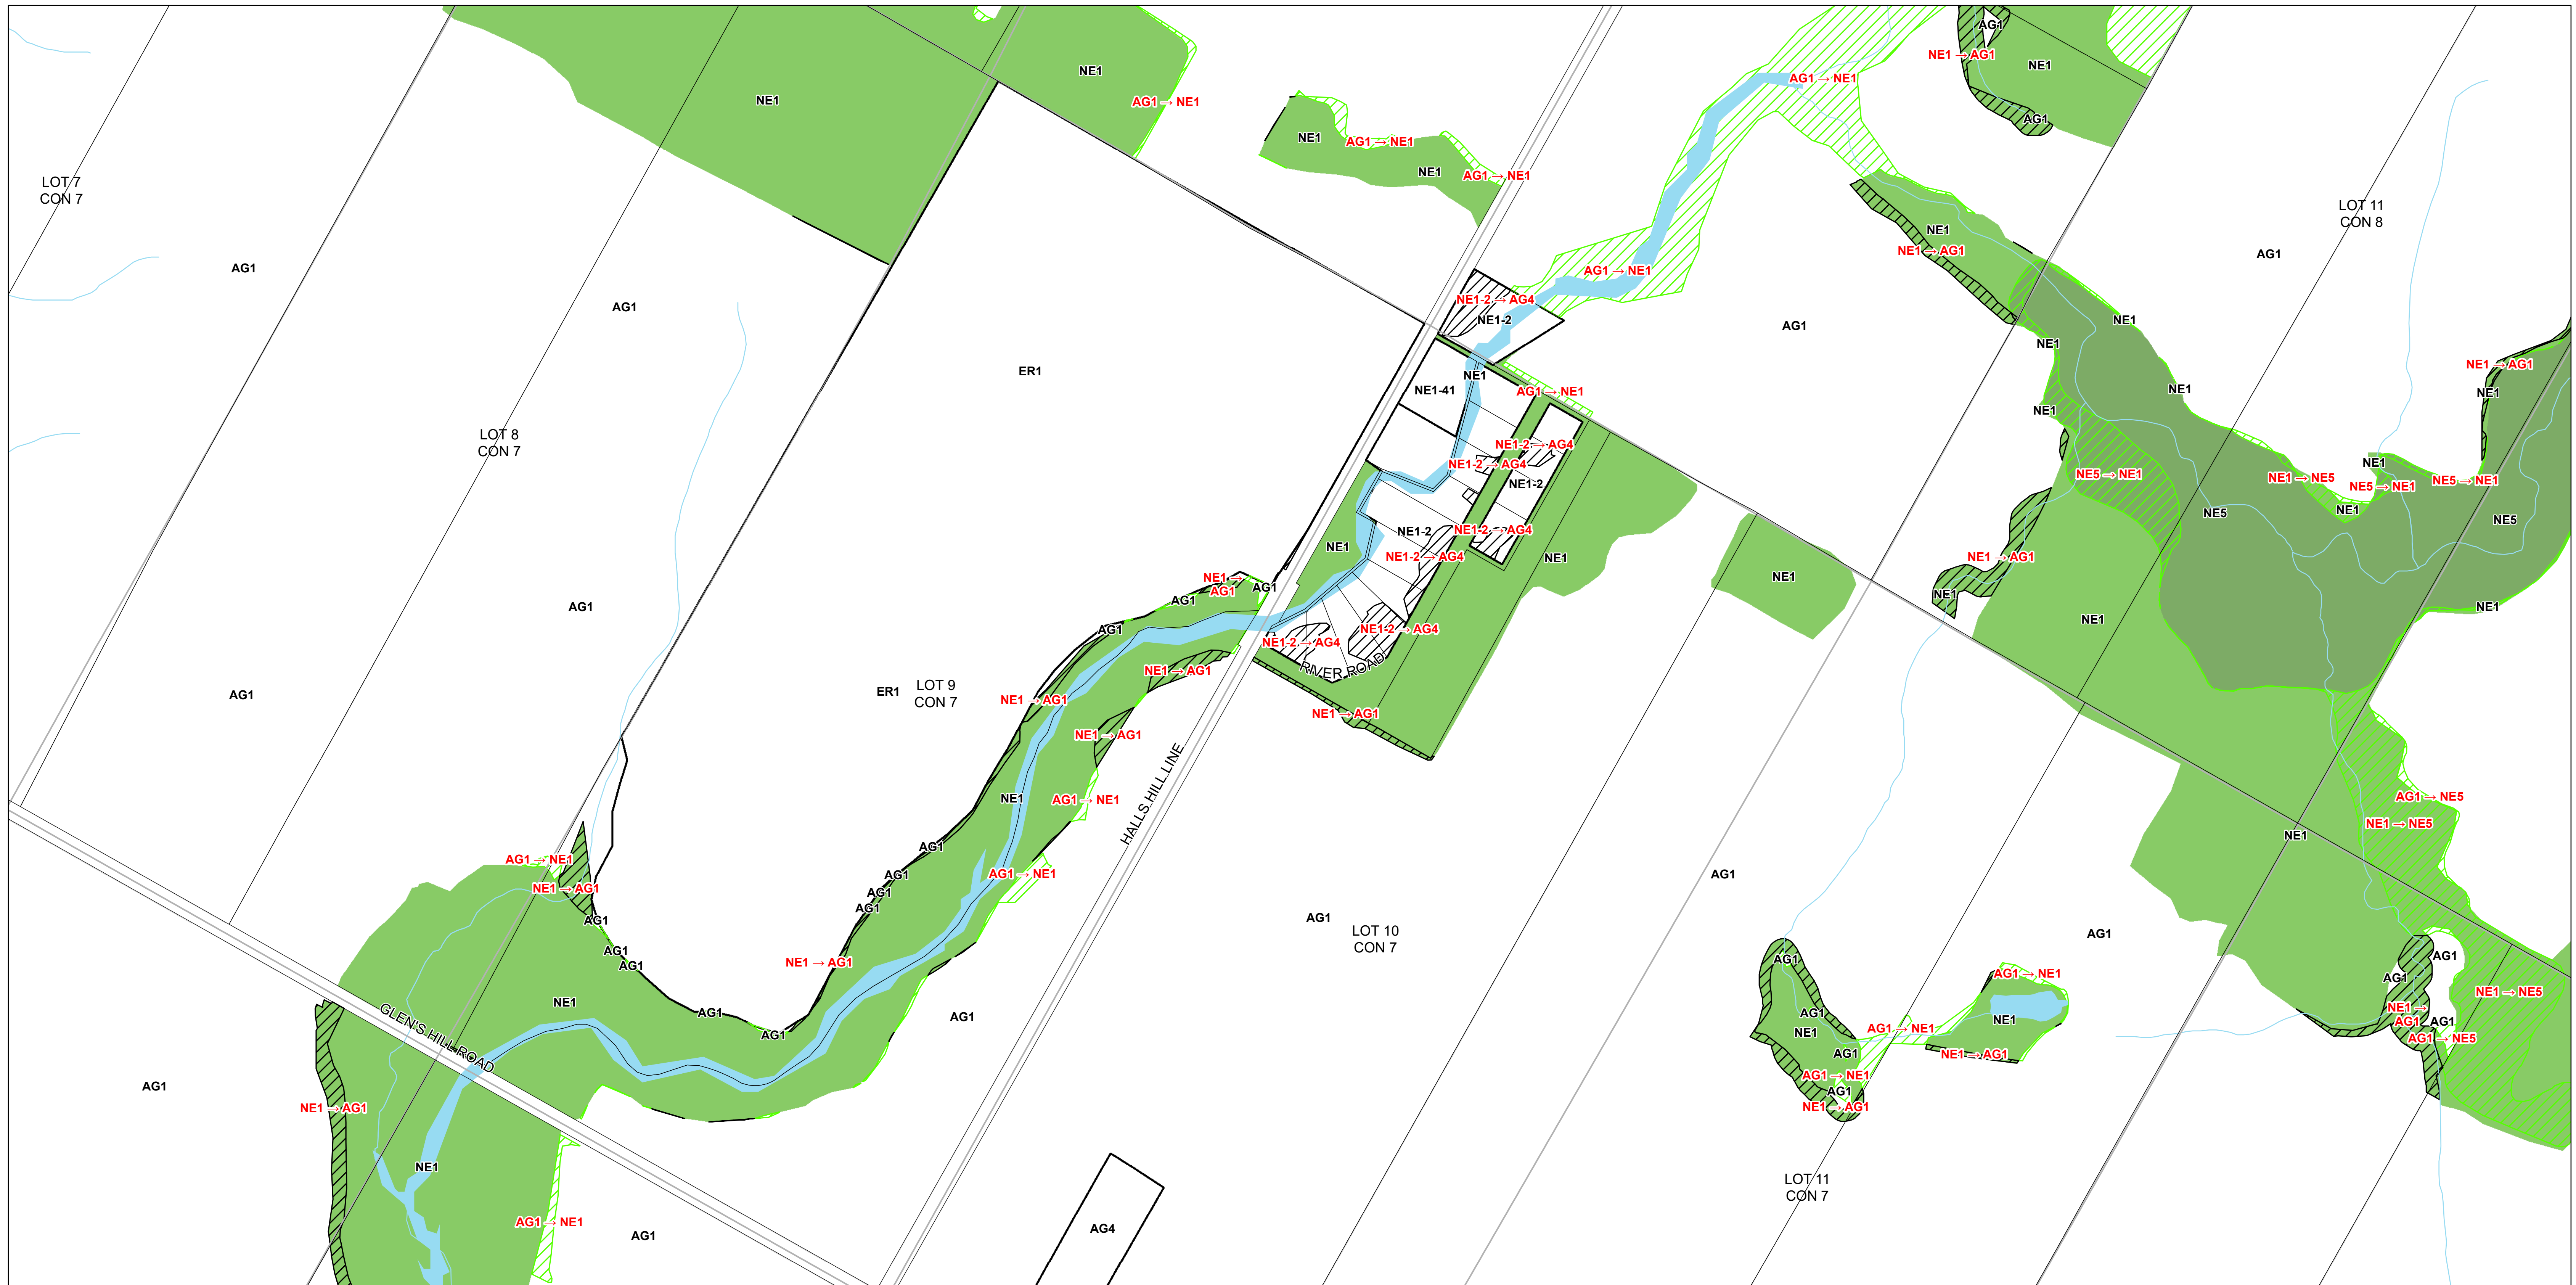 AG1
NE1
NE1 → AG1
NE1
AG1 → NE1
NE1
NE1
AG1 → NE1
AG1
NE1
AG1 → NE1
NE1
AG1 → NE1
LOT 7
CON 7
LOT 11
CON 8
NE1
NE1 → AG1
AG1
AG1
AG1 → NE1
NE1-2 → AG4
AG1
NE1-2
NE1
AG1
NE1
NE1 → AG1
ER1
NE1
NE1-41
AG1 → NE1
NE1
NE1
NE1
LOT 8
CON 7
NE1-2 → AG4
NE1-2 → AG4
NE1
NE5 → NE1
NE1 → NE5
NE5 → NE1
NE5 → NE1
NE1-2
NE1
NE5
NE5
NE1-2 → AG4
NE1-2
NE1
NE1-2 → AG4
NE1
NE1 → AG1
NE1 →
AG1
AG1
NE1
AG1
AG1
NE1
NE1
AG1
NE1-2 → AG4
NE1
NE1-2 → AG4
RIVER ROAD
NE1 → AG1
AG1
ER1
LOT 9
CON 7
NE1 → AG1
NE1 → AG1
NE1 → AG1
HALLS HILL LINE
NE1
AG1 → NE1
AG1 → NE5
NE1 → NE5
NE1
AG1
AG1 → NE1
NE1 → AG1
AG1
AG1
AG1
AG1 → NE1
AG1
AG1
AG1
LOT 10
CON 7
AG1
AG1
AG1
AG1
NE1 → AG1
AG1
AG1
AG1
AG1 → NE1
NE1 → NE5
NE1
AG1
AG1
AG1
AG1
NE1
AG1 → NE1
NE1
NE1 →
AG1
AG1
AG1 → NE5
GLEN'S HILL ROAD
AG1
NE1 → AG1
AG1 → NE1
AG1
NE1 → AG1
AG1
NE1 → AG1
NE1
LOT 11
CON 7
AG1 → NE1
AG1
AG4